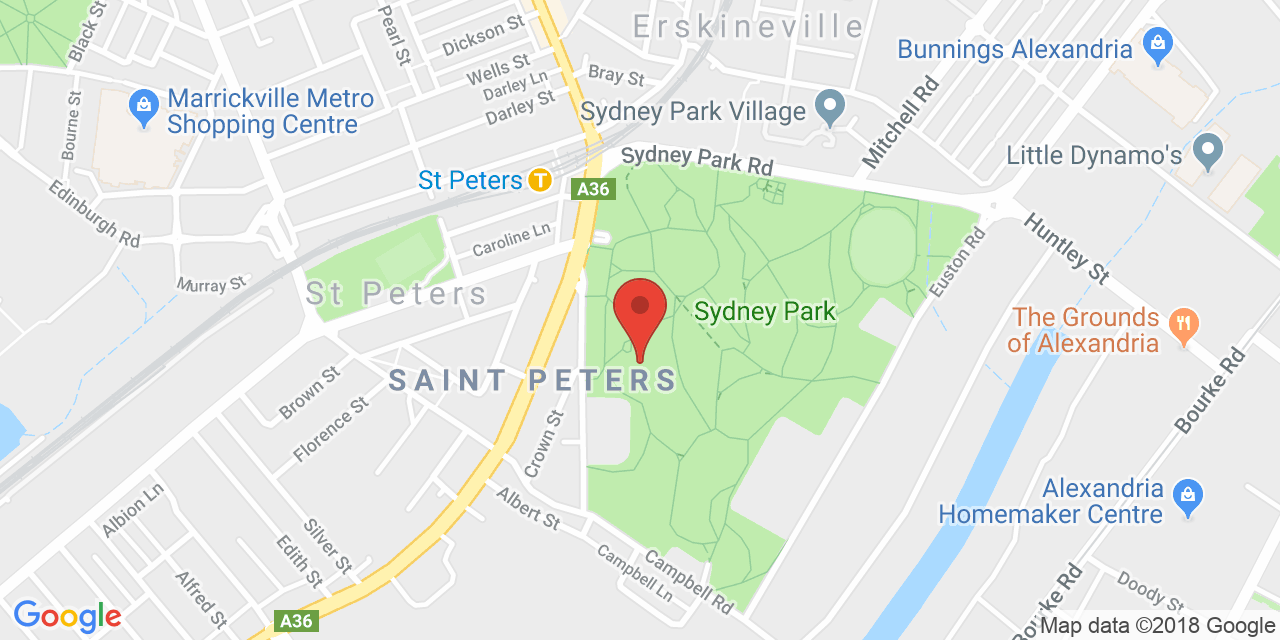 Erskineville
Black St
Pearl St
Dickson St
Bunnings Alexandria
Wells St
Bray St
Darley Ln
Marrickville Metro
Shopping Centre
Darley St
Sydney Park Village
Mitchell Rd
Bourne St
Sydney Park Rd
Little Dynamo's
St Peters
T
A36
Edinburgh Rd
Caroline Ln
Huntley St
Euston Rd
Murray St
St Peters
Sydney Park
The Grounds
of Alexandria
SAINT PETERS
Brown St
Bourke Rd
Florence St
Crown St
Albion Ln
Albert St
Alexandria
Homemaker Centre
Silver St
Edith St
Campbell Ln
Campbell Rd
Alfred St
Doody St
Bourke Rd
Google
A36
Map data ©2018 Google